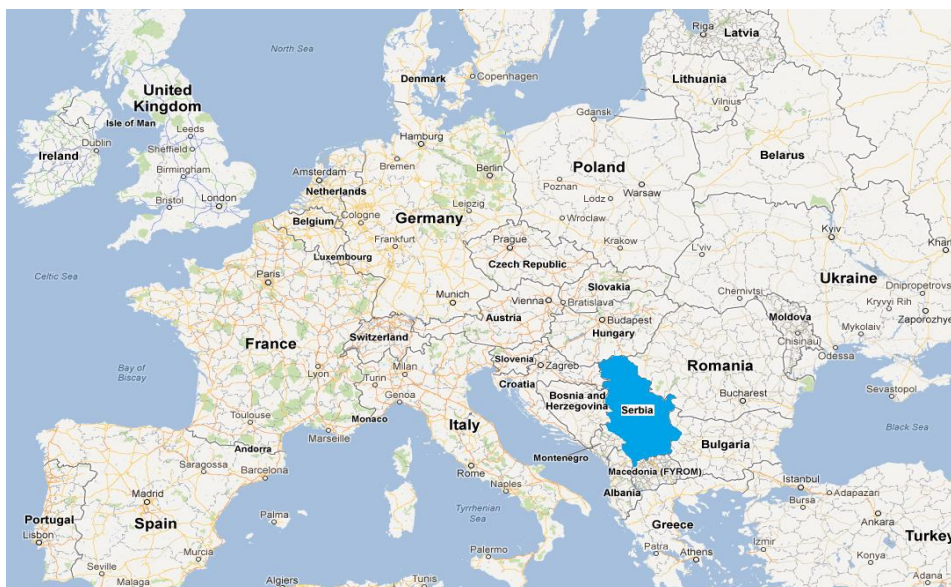 North Sea
Riga
Latvia
Denmark
Copenhagen
Lithuania
Vilnius
United
Kingdom
Isle of Man
Leeds
Dublin
Sheffield
Ireland
Birmingham
Bristol
London
Hamburg
Gdansk
Bremen
Berlin
Poland
Belarus
Amsterdam
Netherlands
Poznan
Warsaw
Leipzig
Lodz
Belgium
Cologne
Germany
Wroclaw
Frankfurt
Prague
Krakow
L'viv
Kyiv
Khar
Luxembourg
Czech Republic
Celtic Sea
Paris
Slovakia
Ukraine
Dnipropetrovs
Munich
Vienna
Bratislava
Chernivtsi
Kryvyi Rih
Austria
Budapest
Moldova
Zaporozhye
Switzerland
Hungary
Chisinau
Mykolaiv
France
Slovenia
Zagreb
Odessa
Bay of
Biscay
Lyon
Milan
Turin
Croatia
Romania
Genoa
Bosnia and
Herzegovina
Bucharest
Sevastopol
Toulouse
Monaco
Serbia
Italy
Marseille
Black Sea
Andorra
Bulgaria
Saragossa
Montenegro
Barcelona
Rome
Macedonia (FYROM)
Madrid
Naples
Albania
Istanbul
Adapazarı
Bursa
Portugal
Spain
Palma
Tyrrhenian
Sea
Greece
Ankara
Lisbon
Turkey
Murcia
Palermo
Patra
Athens
Izmir
Konya
Seville
Malaga
Algiers
Tunis
Adana